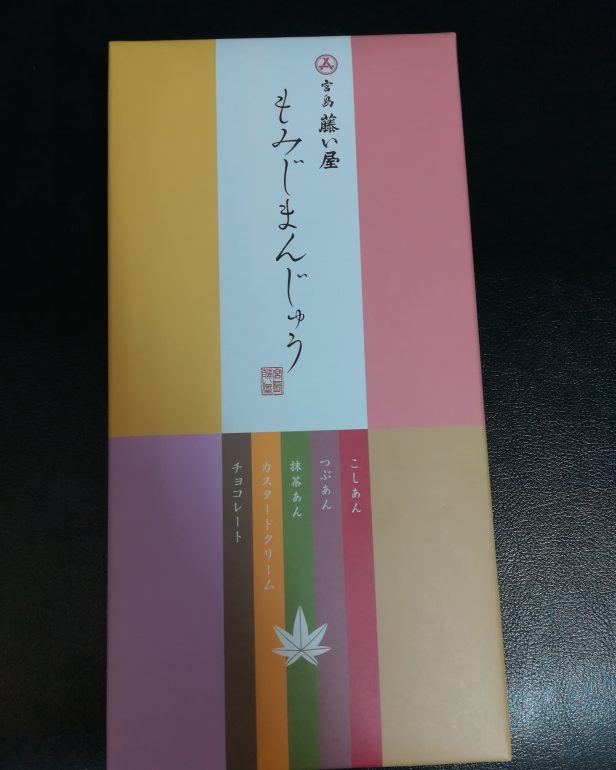 宮島 藤い屋
もみじまんじゅう
こしあん
つぶあん
抹茶あん
カスタードクリーム
チョコレート